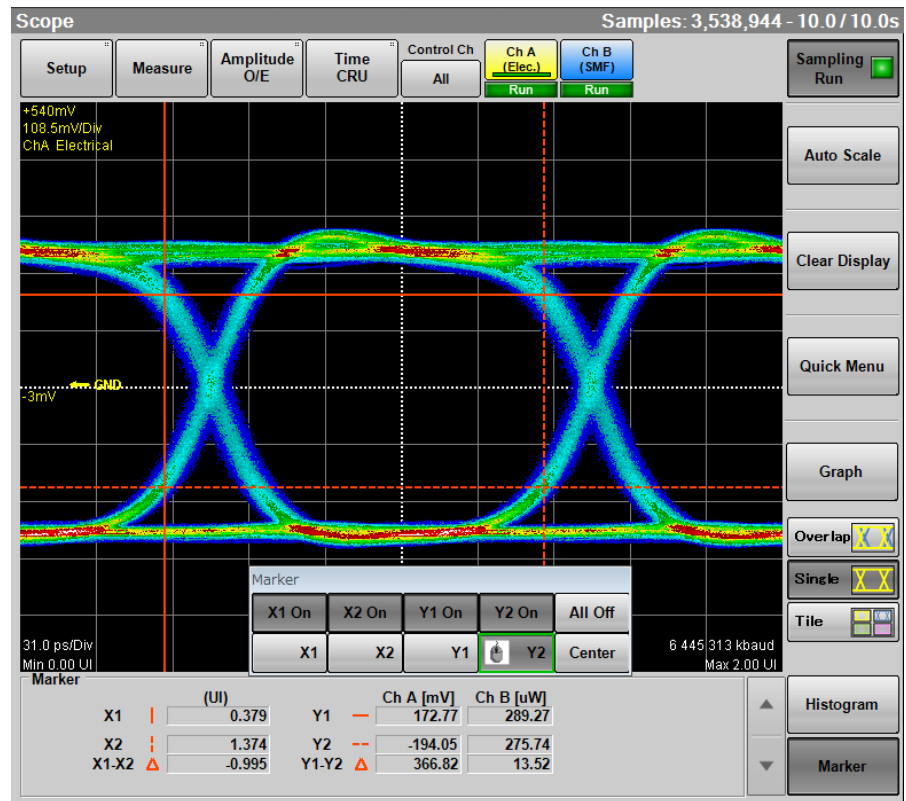 Scope
Samples: 3,538,944 - 10.0 / 10.0s
Setup
Measure
Amplitude
O/E
Time
CRU
Control Ch
All
Ch A
(Elec.)
Run
Ch B
(SMF)
Run
Sampling
Run
+540mV
108.5mV/Div
ChA Electrical
Auto Scale
Clear Display
Quick Menu
GND
-3mV
Graph
Overlap
Single
Tile
Marker
X1 On
X2 On
Y1 On
Y2 On
All Off
X1
X2
Y1
Y2
Center
31.0 ps/Div
Min 0.00 UI
6 445 313 kbaud
Max 2.00 UI
Marker
(UI)
Ch A [mV]
Ch B [uW]
X1 0.379 Y1 172.77 289.27
X2 1.374 Y2 -194.05 275.74
X1-X2 Δ -0.995 Y1-Y2 Δ 366.82 13.52
Histogram
Marker